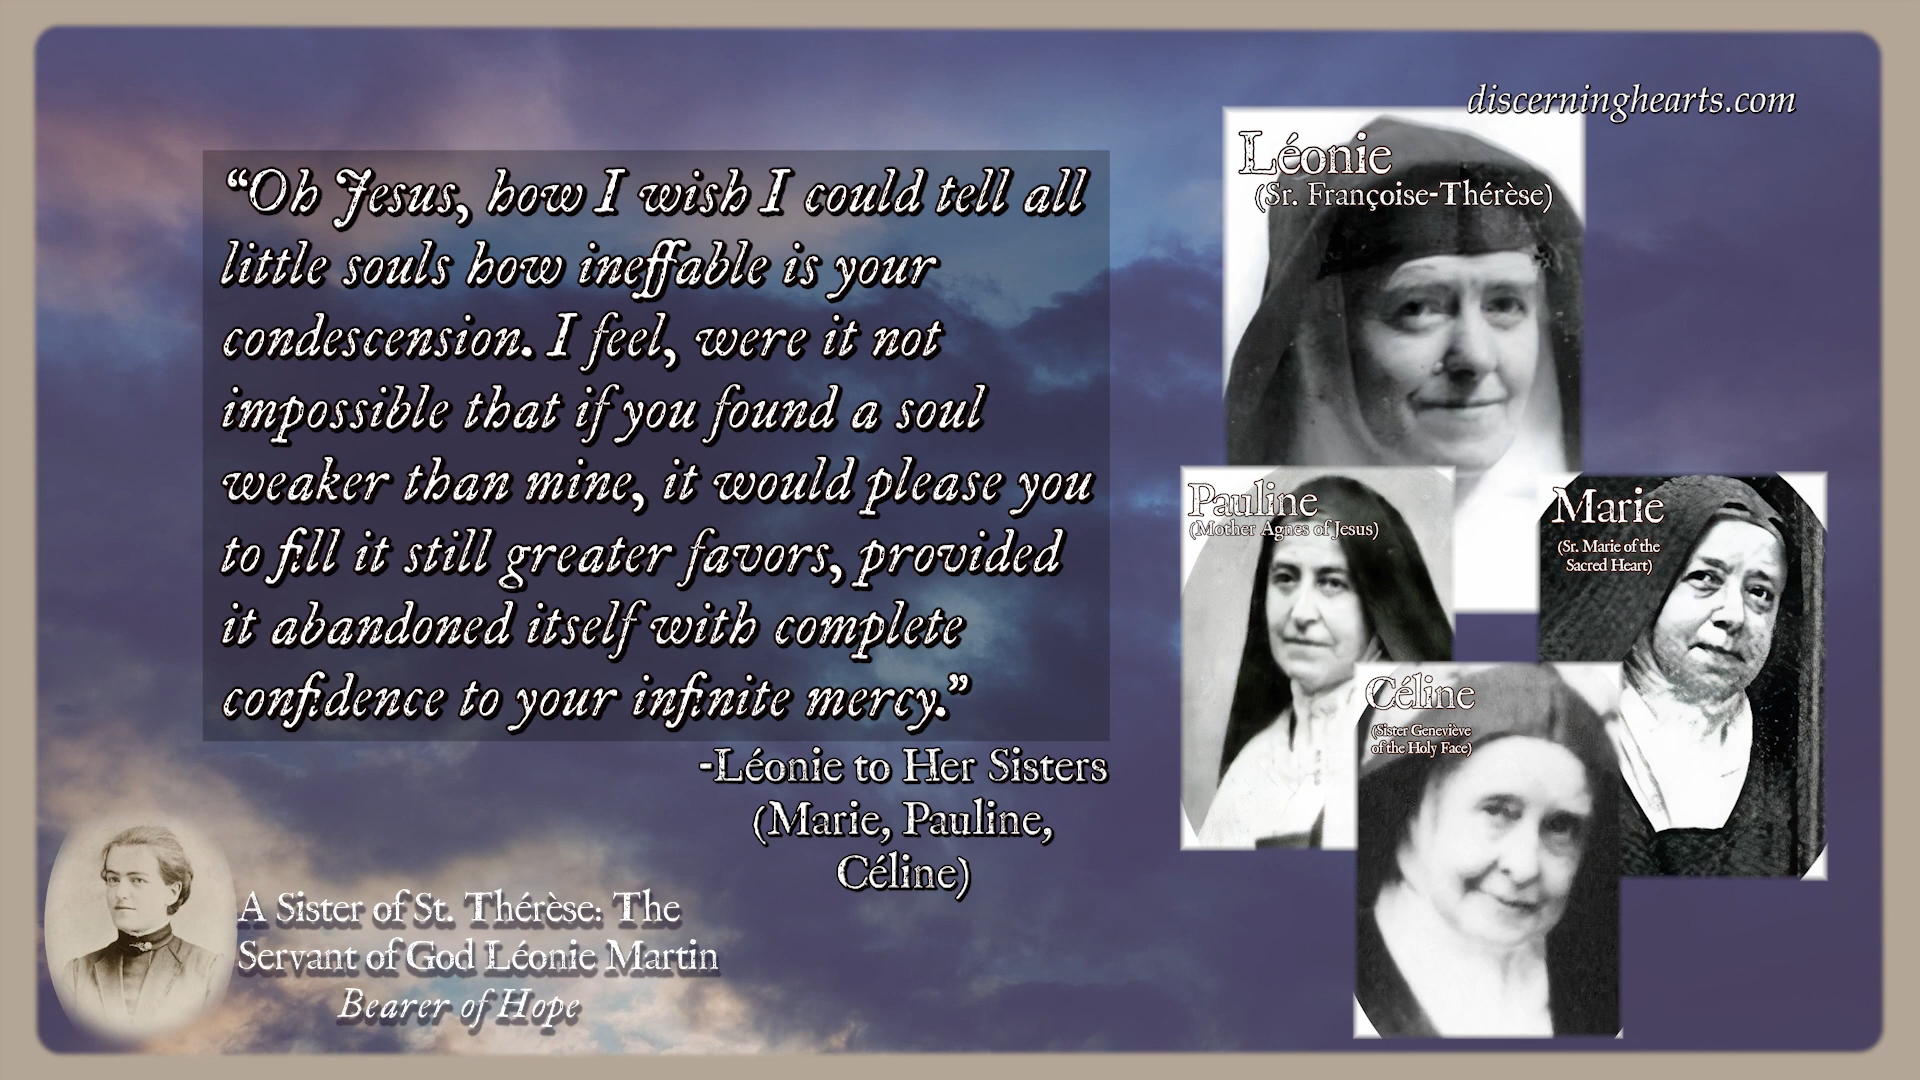 discerninghearts.com
“Oh Jesus, how I wish I could tell all
little souls how ineffable is your
condescension. I feel, were it not
impossible that if you found a soul
weaker than mine, it would please you
to fill it still greater favors, provided
it abandoned itself with complete
confidence to your infinite mercy.”
-Léonie to Her Sisters
(Marie, Pauline,
Céline)
A Sister of St. Thérèse: The
Servant of God Léonie Martin
Bearer of Hope
Léonie
(Sr. Françoise-Thérèse)
Pauline
(Mother Agnes of Jesus)
Marie
(Sr. Marie of the
Sacred Heart)
Céline
(Sister Geneviève
of the Holy Face)